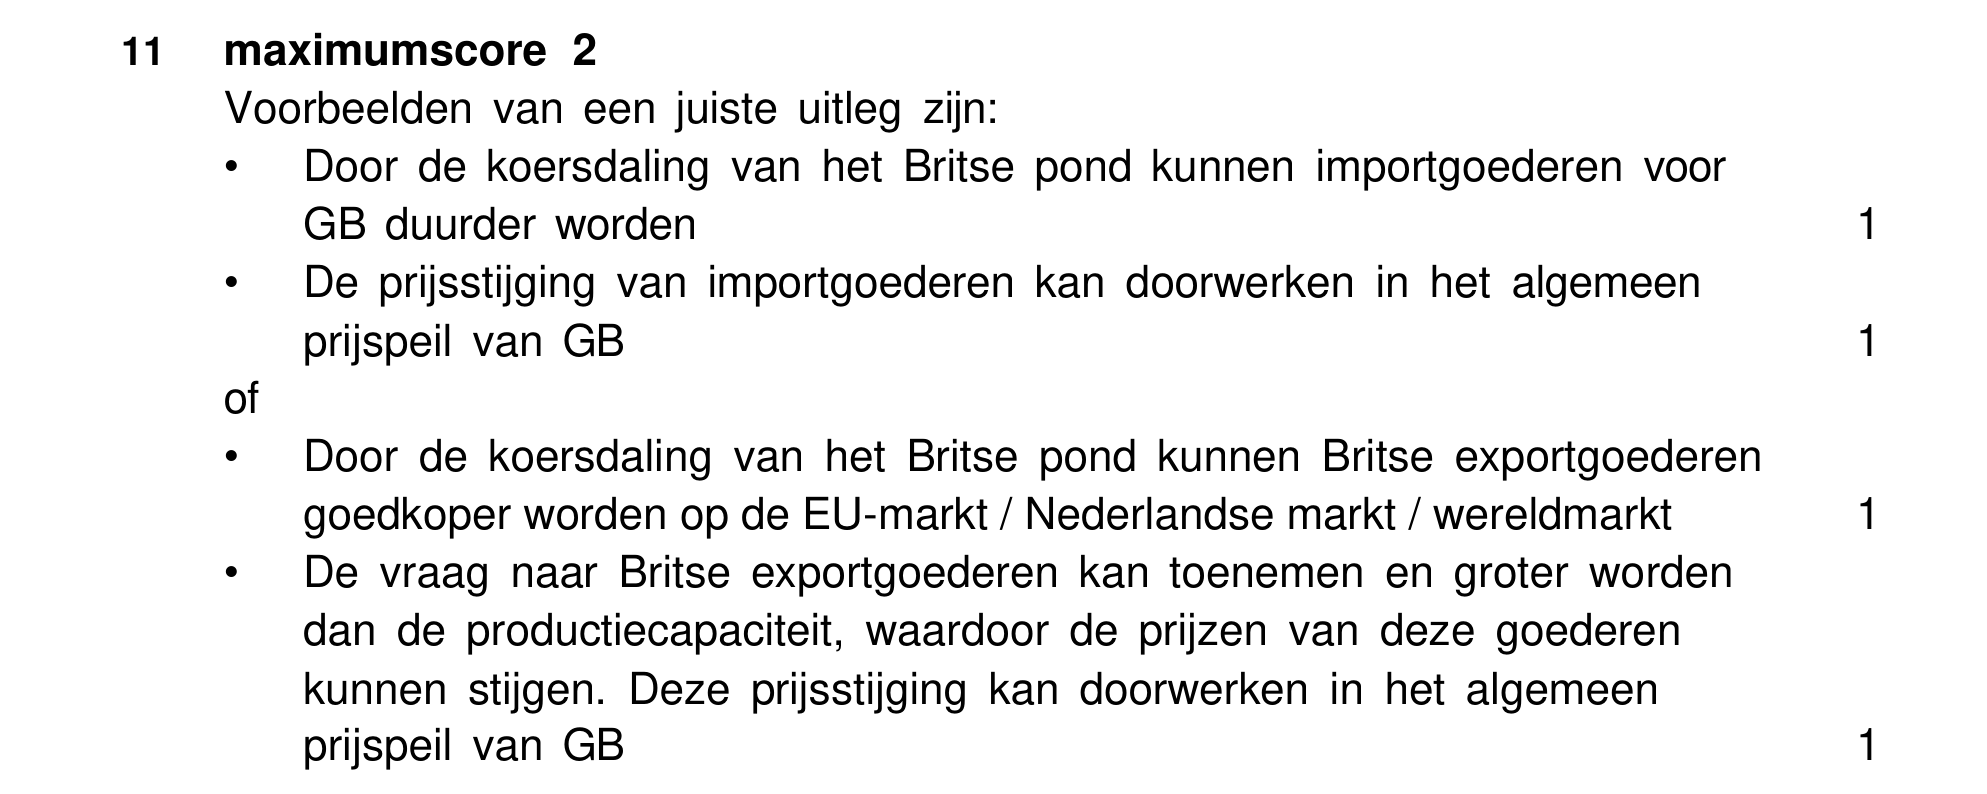 11 maximumscore 2
Voorbeelden van een juiste uitleg zijn:
• Door de koersdaling van het Britse pond kunnen importgoederen voor
GB duurder worden 1
• De prijsstijging van importgoederen kan doorwerken in het algemeen
prijspeil van GB 1
of
• Door de koersdaling van het Britse pond kunnen Britse exportgoederen
goedkoper worden op de EU-markt / Nederlandse markt / wereldmarkt 1
• De vraag naar Britse exportgoederen kan toenemen en groter worden
dan de productiecapaciteit, waardoor de prijzen van deze goederen
kunnen stijgen. Deze prijsstijging kan doorwerken in het algemeen
prijspeil van GB 1